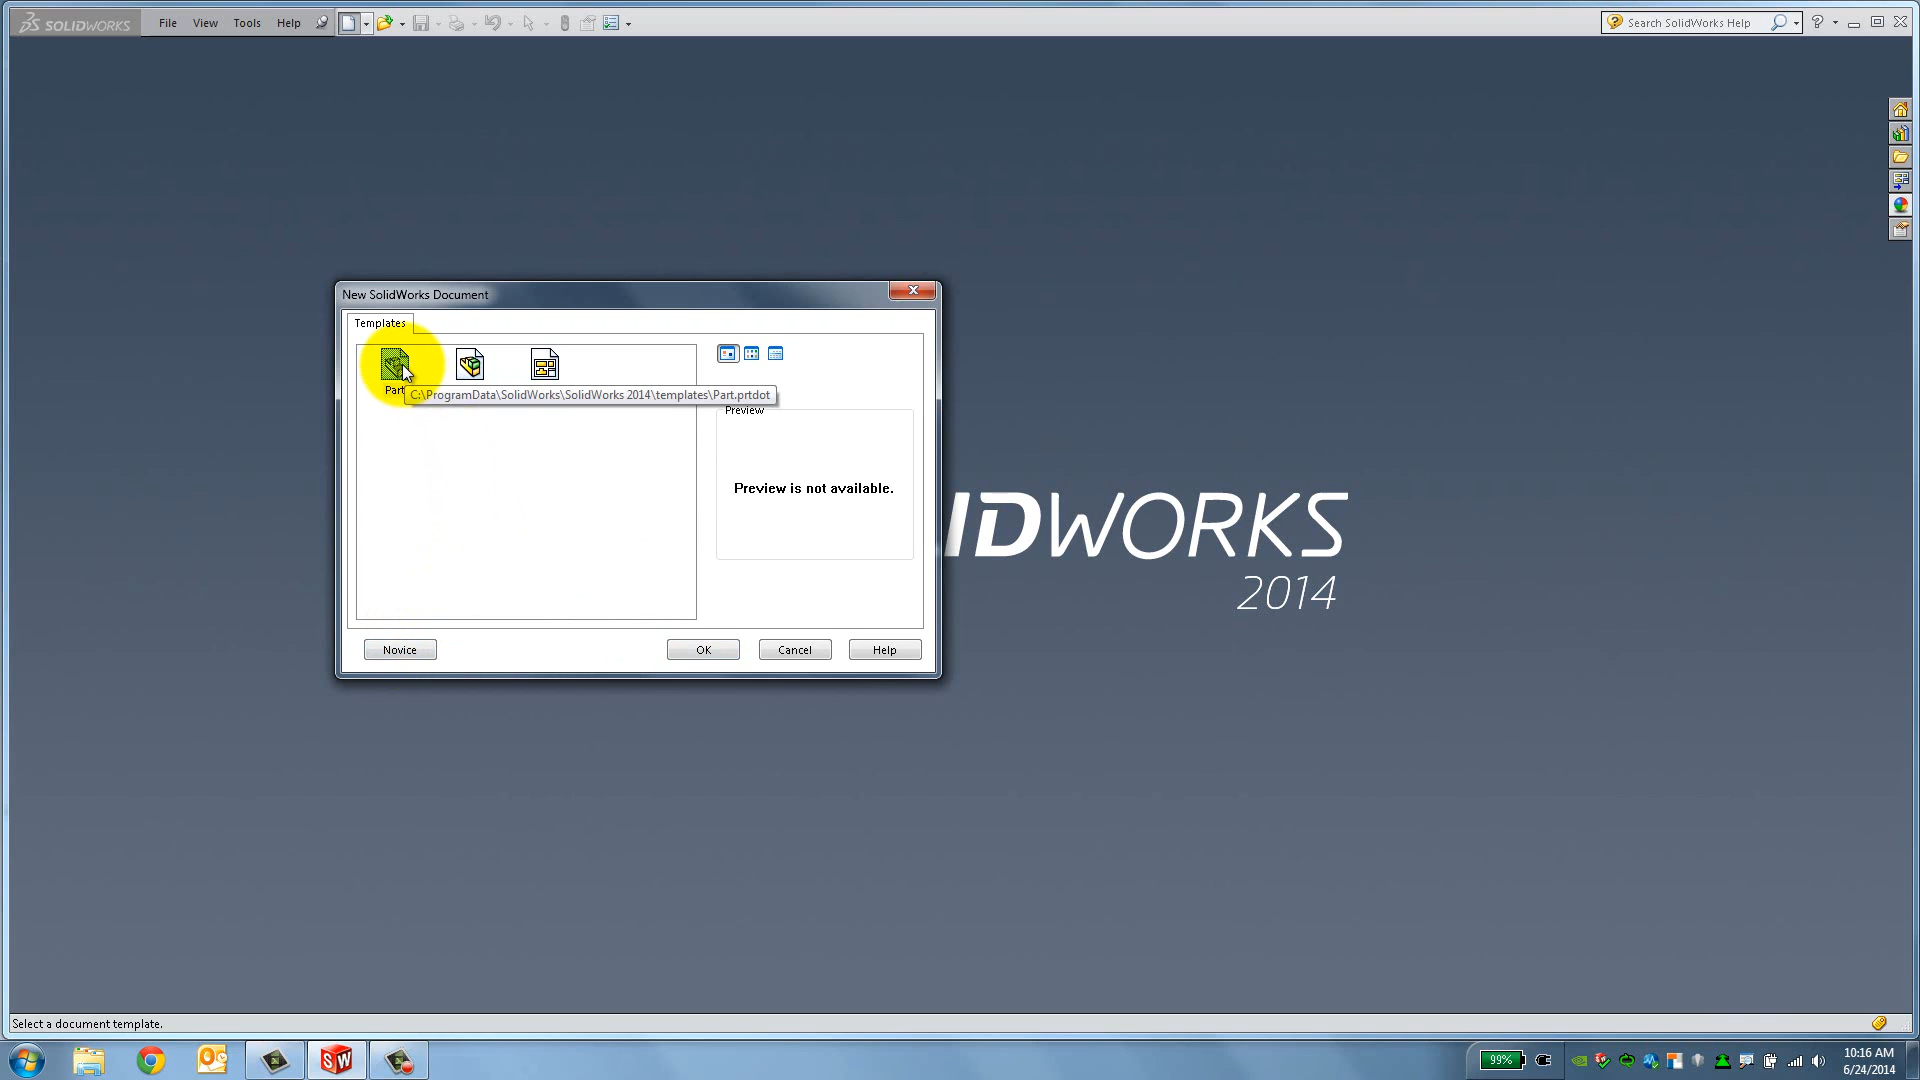 SOLIDWORKS File View Tools Help Search SolidWorks Help
New SolidWorks Document
Templates
Part
C:\ProgramData\SolidWorks\SolidWorks 2014\templates\Part.prtdot
Preview
Preview is not available.
Novice OK Cancel Help
IDWORKS
2014
Select a document template.
99% 10:16 AM
6/24/2014